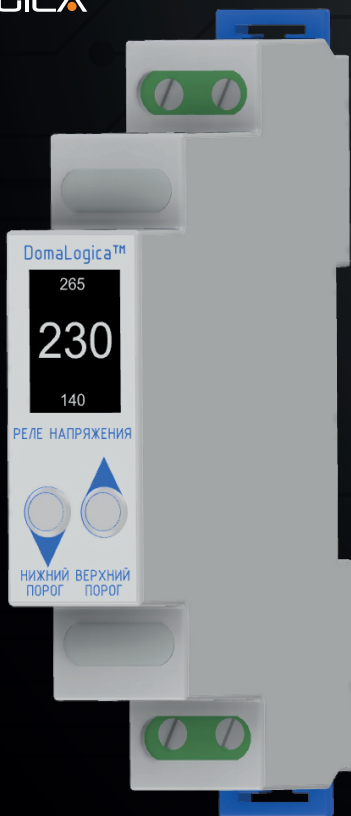 DomaLogica™
265
230
140
РЕЛЕ НАПРЯЖЕНИЯ
НИЖНИЙ ПОРОГ
ВЕРХНИЙ ПОРОГ